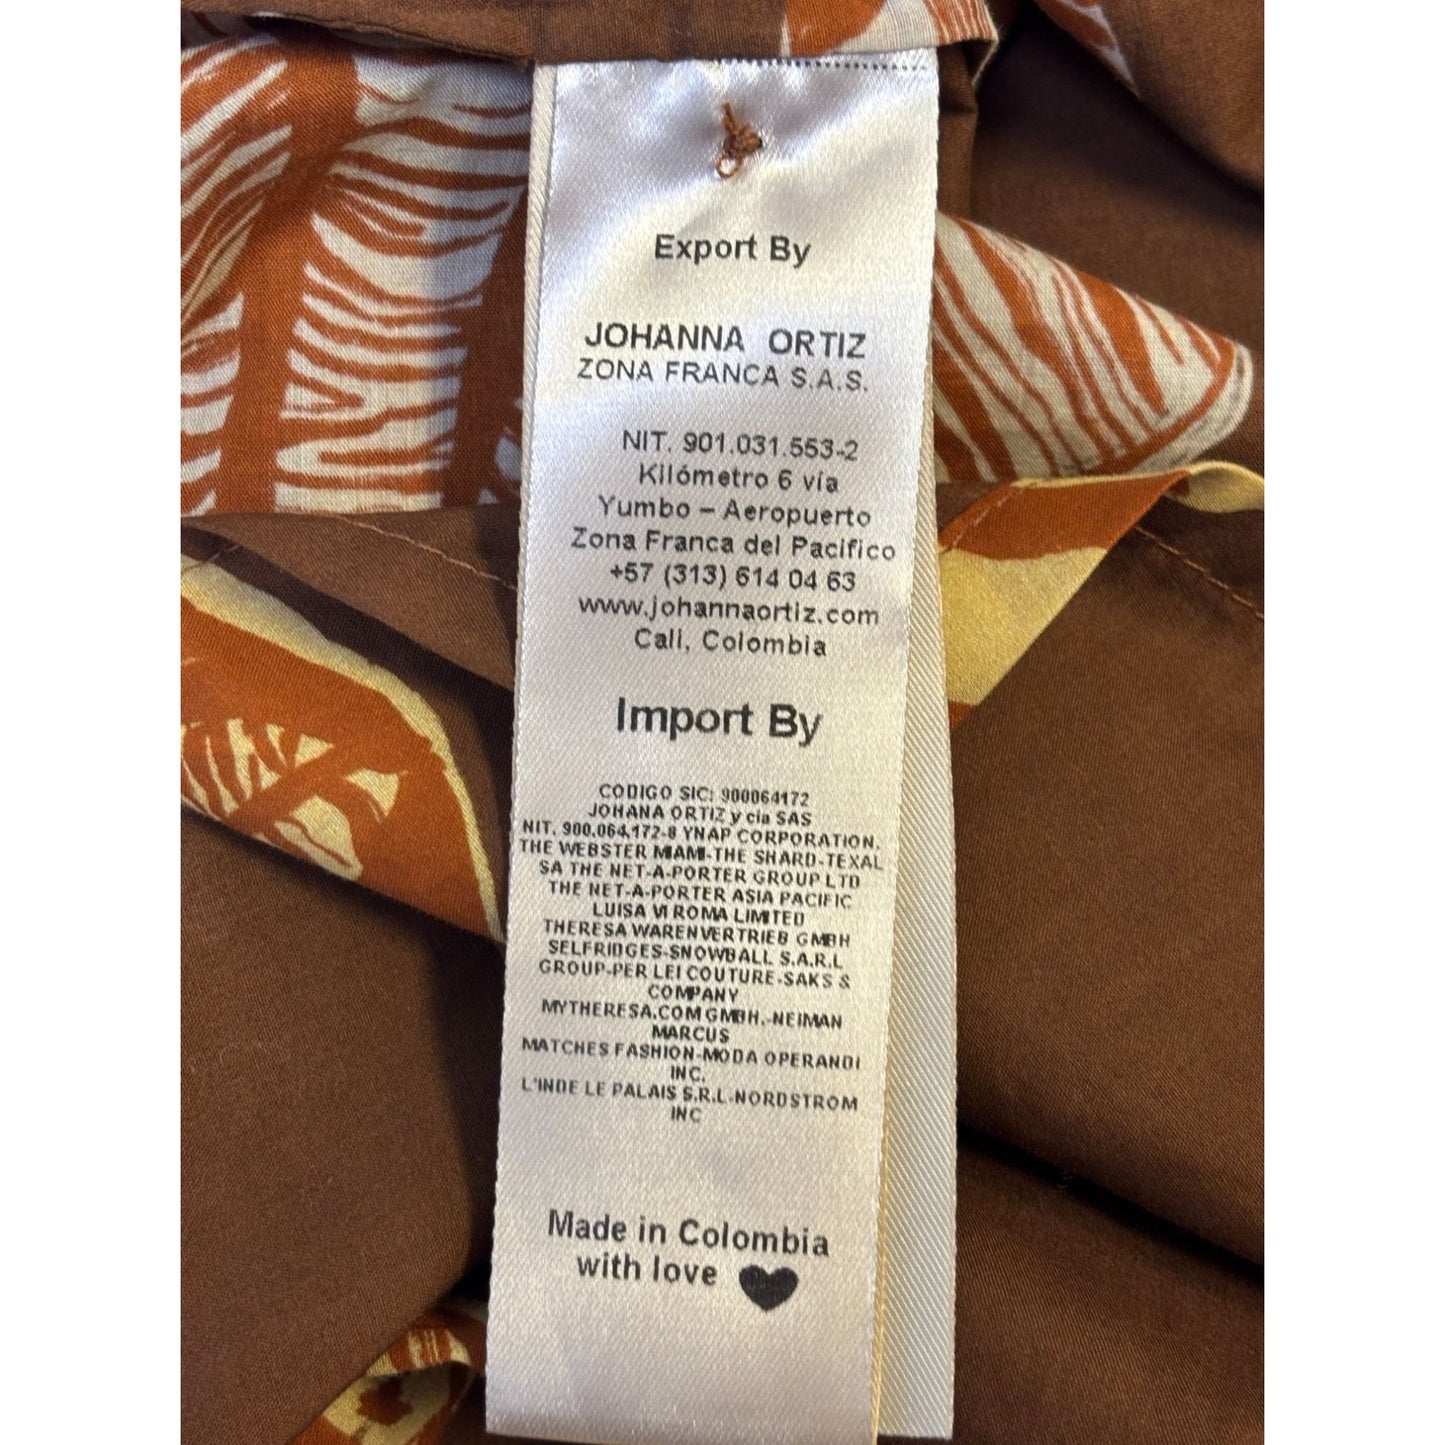 Export By
JOHANNA ORTIZ
ZONA FRANCA S.A.S.
NIT. 901.031.553-2
Kilómetro 6 vía
Yumbo – Aeropuerto
Zona Franca del Pacifico
+57 (313) 614 04 63
www.johannaortiz.com
Cali, Colombia
Import By
CODIGO SIC: 900064172
JOHANA ORTIZ y cia SAS
NIT. 900.064.172-8 YNAP CORPORATION.
THE WEBSTER MIAMI-THE SHARD-TEXAL
SA THE NET-A-PORTER GROUP LTD
THE NET-A-PORTER ASIA PACIFIC
LUISA VI ROMA LIMITED
THERESA WARENVERTRIEB GMBH
SELFRIDGES-SNOWBALL S.A.R.L
GROUP-PER LEI COUTURE-SAKS &
COMPANY
MYTHERESA.COM GMBH.-NEIMAN
MARCUS
MATCHES FASHION-MODA OPERANDI
INC.
L'INDE LE PALAIS S.R.L-NORDSTROM
INC
Made in Colombia
with love